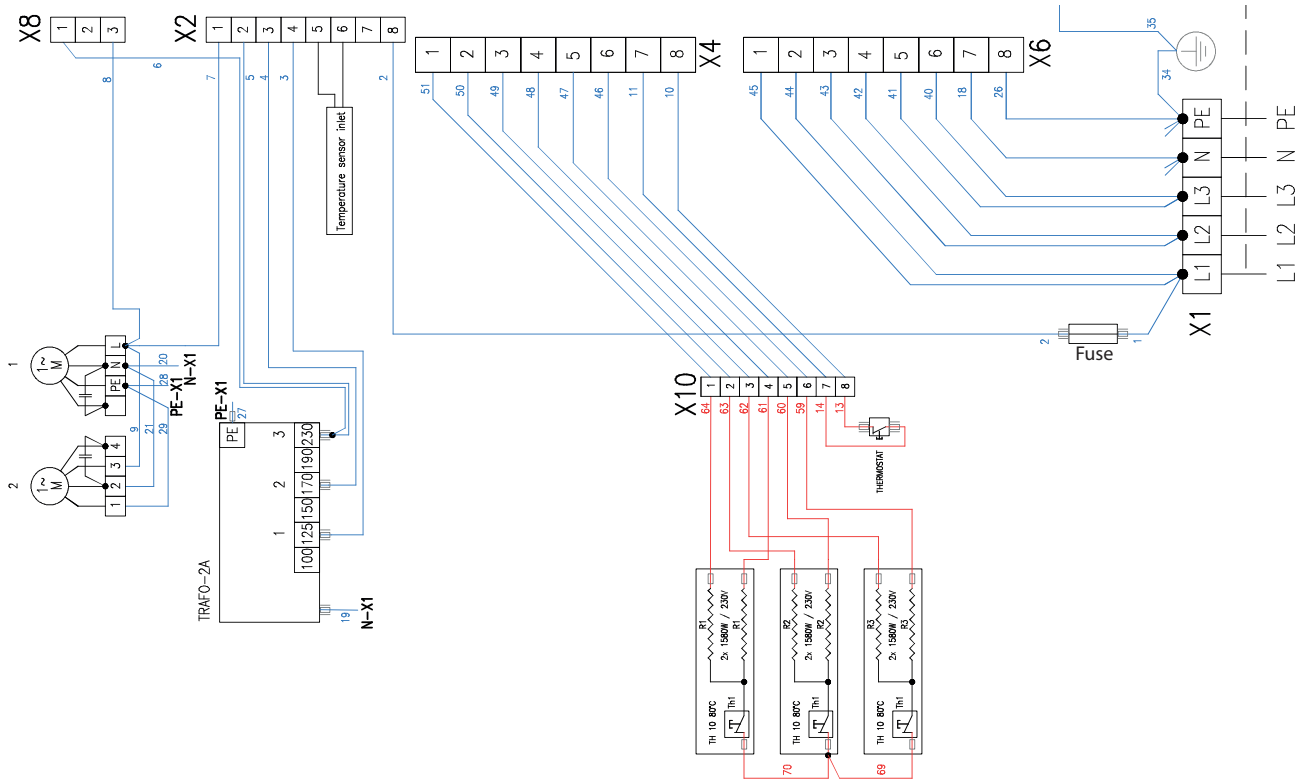 X8
1
2
3
X2
1
2
3
4
5
6
7
8
1
2
3
4
5
6
7
8
X4
1
2
3
4
5
6
7
8
X6
8
6
7
5
4
3
2
51
50
49
48
47
46
11
10
45
44
43
42
41
40
18
26
34
35
Temperature sensor inlet
PE
N
L3
L2
L1
X1
PE
N
L3
L2
L1
2
Fuse
1
1
1~
M
L
N
PE
20
28
N-X1
PE-X1
9
21
29
2
1~
M
4
3
2
1
PE-X1
27
PE
3
2
1
230
190
170
150
125
100
TRAFO-2A
19
N-X1
X10
1
2
3
4
5
6
7
8
64
63
62
61
60
59
14
13
THERMOSTAT
R1
2x 1580W / 230V
R1
TH 10 80°C
Th1
R2
2x 1580W / 230V
R2
TH 10 80°C
Th1
R3
2x 1580W / 230V
R3
TH 10 80°C
Th1
70
69